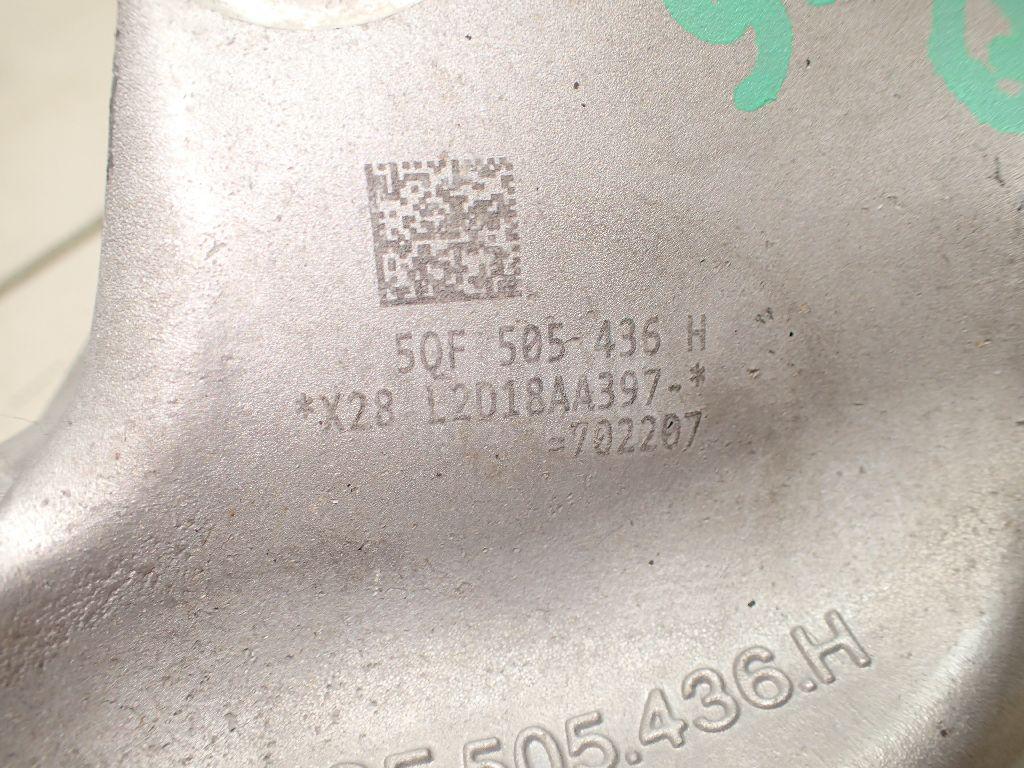 5QF 505 436 H
*X28 L2D18AA397-*
=702207
505.436.H